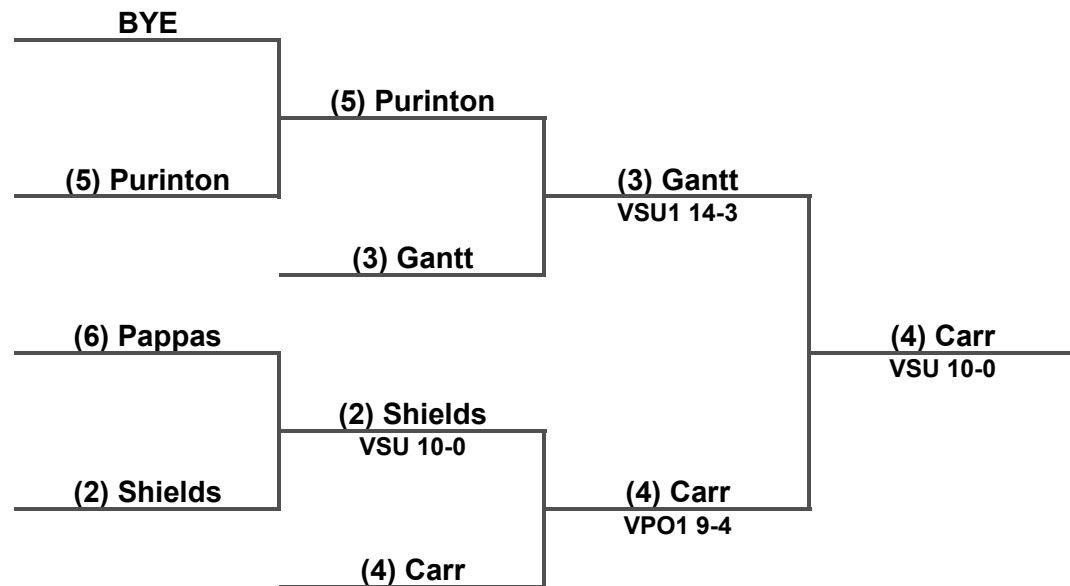 BYE
(5) Purinton
(5) Purinton
(3) Gantt
VSU1 14-3
(3) Gantt
(6) Pappas
(4) Carr
VSU 10-0
(2) Shields
VSU 10-0
(2) Shields
(4) Carr
VPO1 9-4
(4) Carr